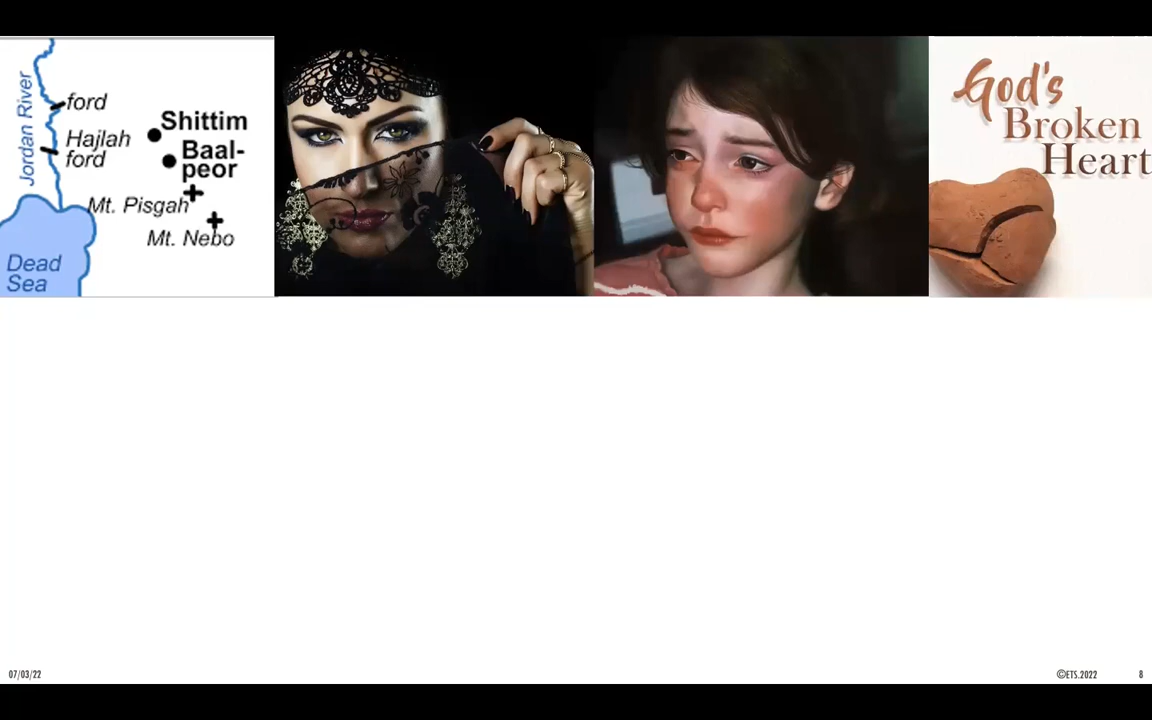 Jordan River
ford
Hajlah
ford
Shittim
Baal-
peor
Mt. Pisgah
Mt. Nebo
Dead
Sea
God's
Broken
Heart
07/03/22
©ETS.2022
8